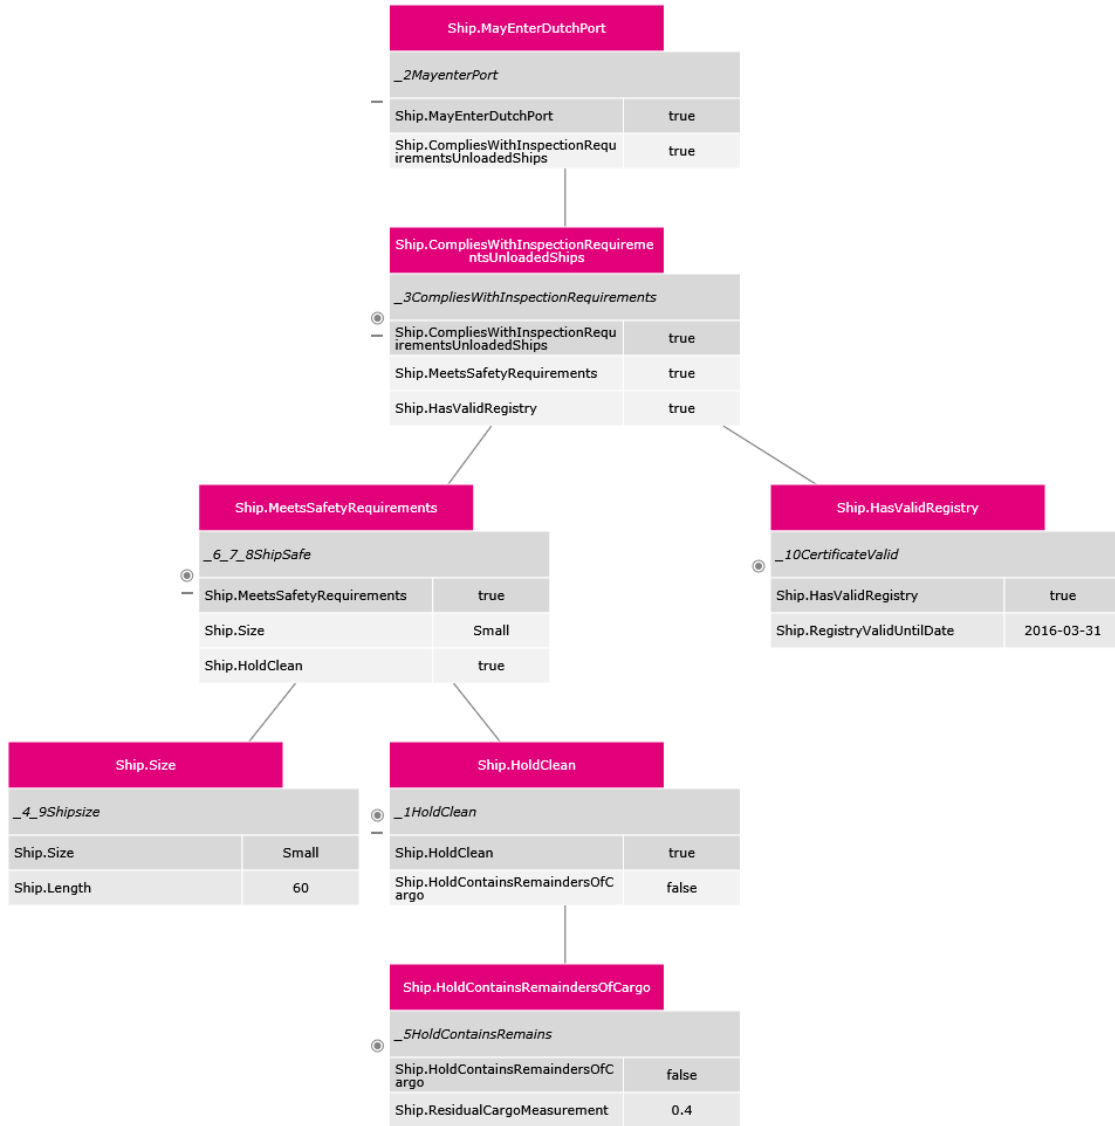 Ship.MayEnterDutchPort
_2MayenterPort
Ship.MayEnterDutchPort true
Ship.CompliesWithInspectionRequ
irementsUnloadedShips true
Ship.CompliesWithInspectionRequireme
ntsUnloadedShips
_3CompliesWithInspectionRequirements
Ship.CompliesWithInspectionRequ
irementsUnloadedShips true
Ship.MeetsSafetyRequirements true
Ship.HasValidRegistry true
Ship.MeetsSafetyRequirements
_6_7_8ShipSafe
Ship.MeetsSafetyRequirements true
Ship.Size Small
Ship.HoldClean true
Ship.HasValidRegistry
_10CertificateValid
Ship.HasValidRegistry true
Ship.RegistryValidUntilDate 2016-03-31
Ship.Size
_4_9Shipsize
Ship.Size Small
Ship.Length 60
Ship.HoldClean
_1HoldClean
Ship.HoldClean true
Ship.HoldContainsRemaindersOfC
argo false
Ship.HoldContainsRemaindersOfCargo
_5HoldContainsRemains
Ship.HoldContainsRemaindersOfC
argo false
Ship.ResidualCargoMeasurement 0.4